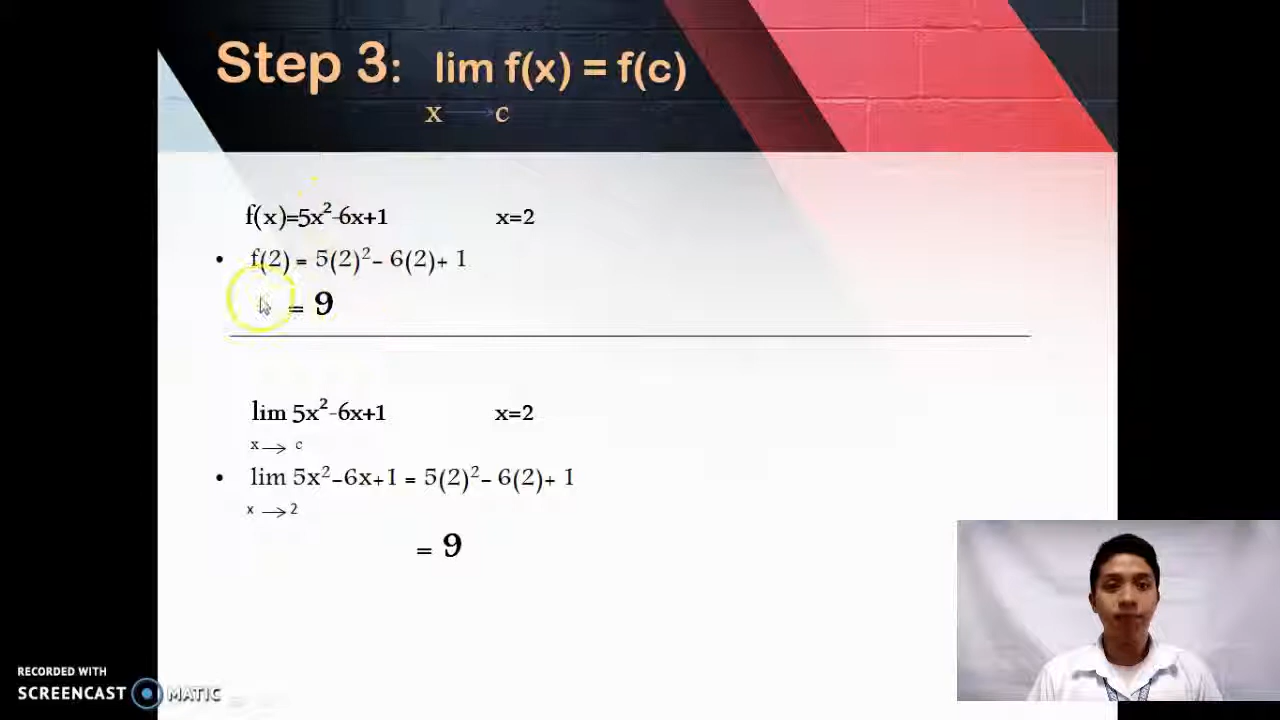 Step 3: lim f(x) = f(c)
x → c
f(x)=5x²-6x+1 x=2
• f(2) = 5(2)²– 6(2)+ 1
= 9
lim 5x²-6x+1 x=2
x → c
• lim 5x²–6x+1 = 5(2)²– 6(2)+ 1
x → 2
= 9
RECORDED WITH
SCREENCAST MATIC